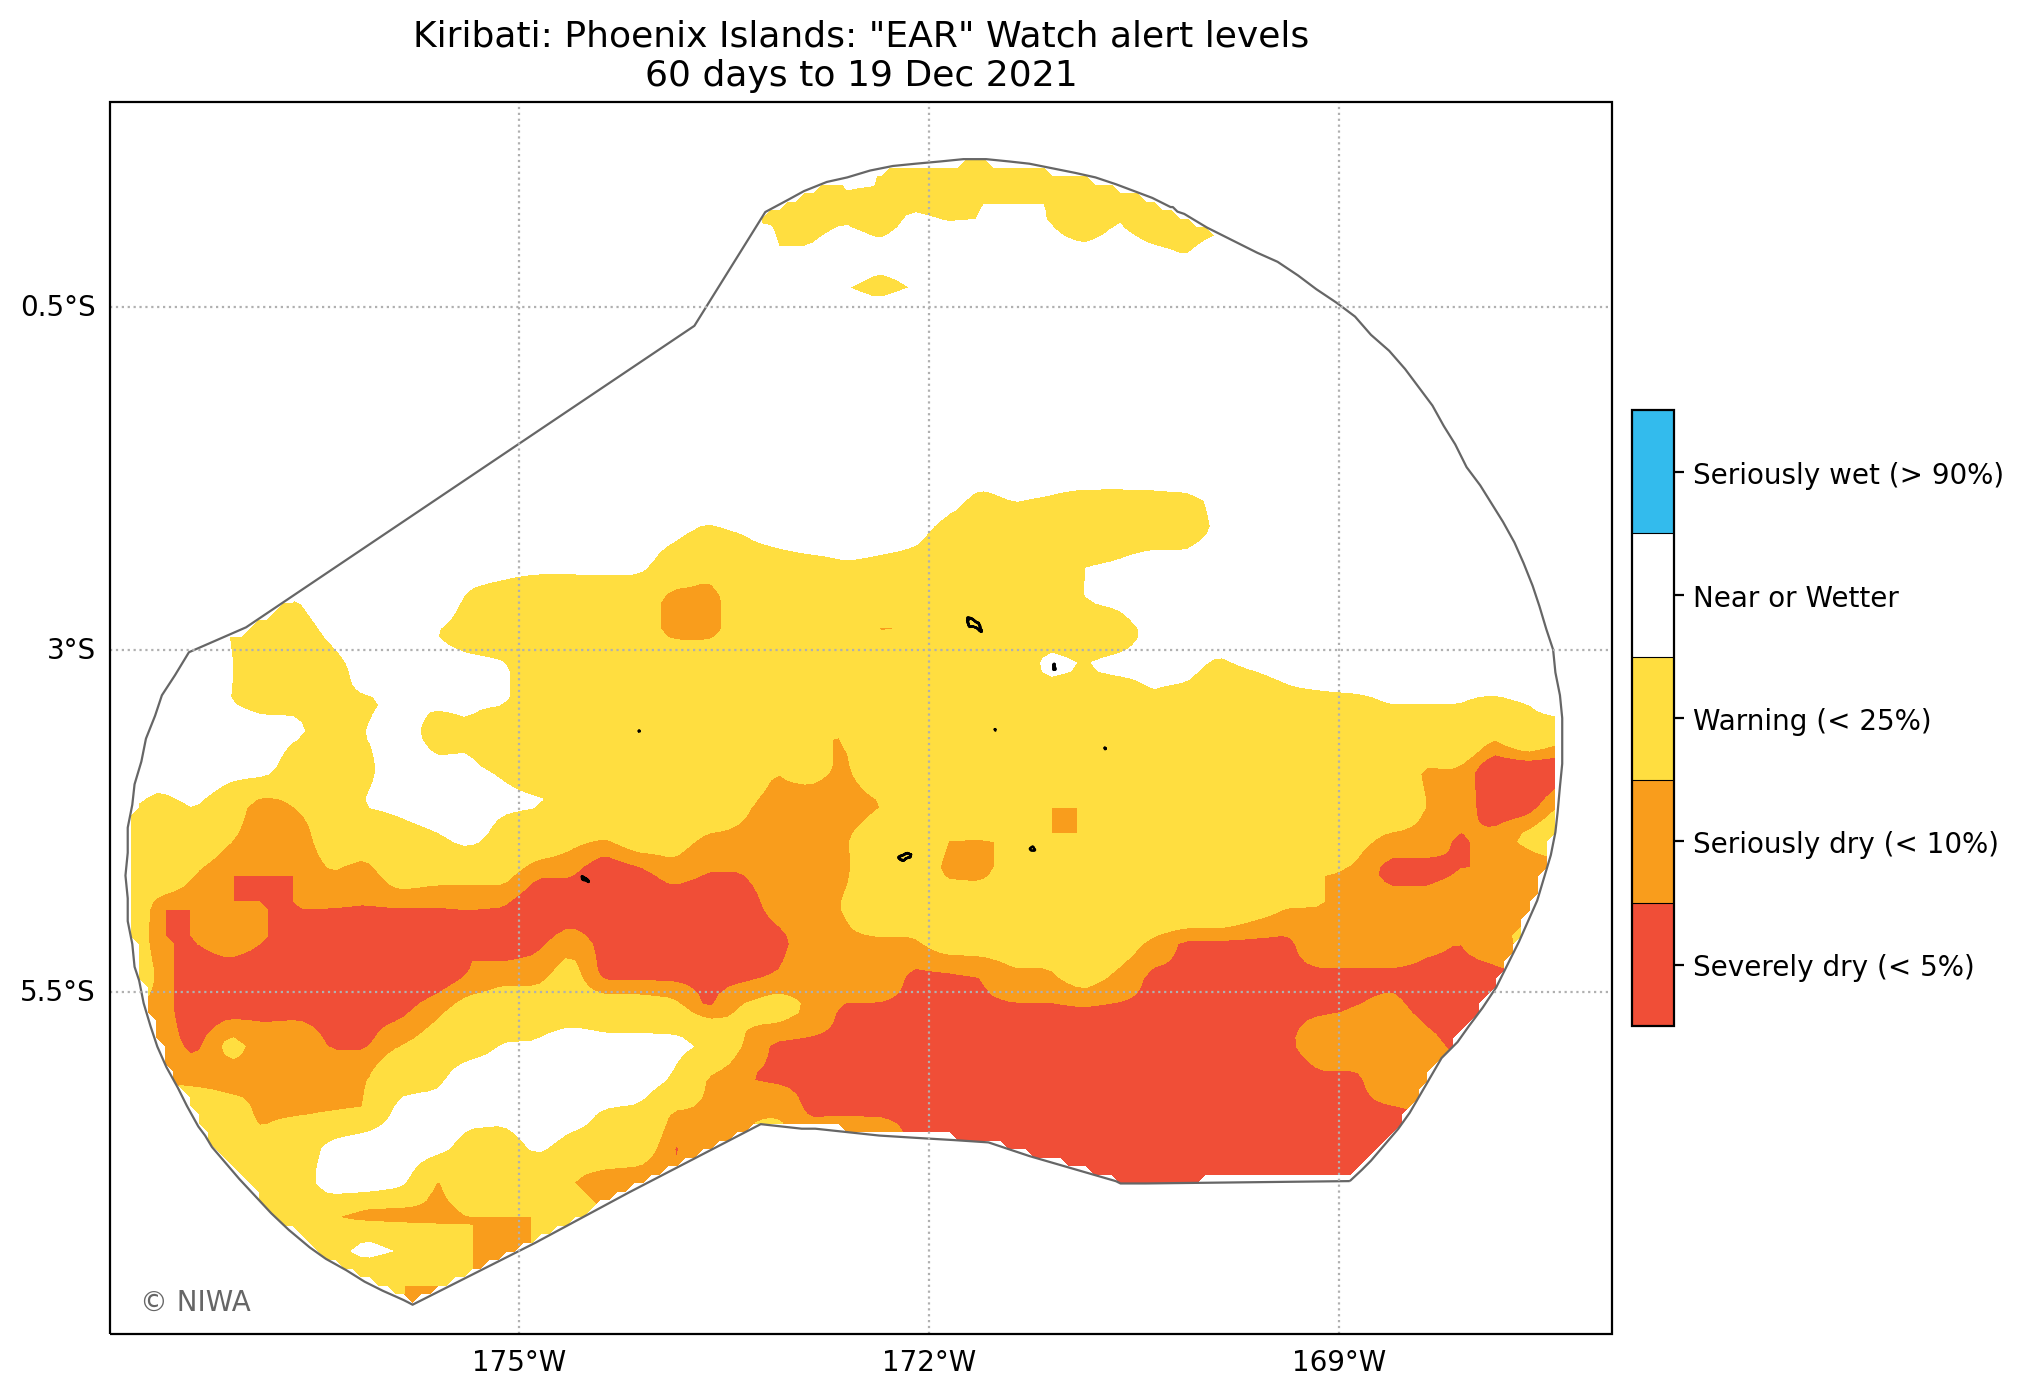 Kiribati: Phoenix Islands: "EAR" Watch alert levels
60 days to 19 Dec 2021
0.5°S
3°S
5.5°S
175°W
172°W
169°W
Seriously wet (> 90%)
Near or Wetter
Warning (< 25%)
Seriously dry (< 10%)
Severely dry (< 5%)
© NIWA